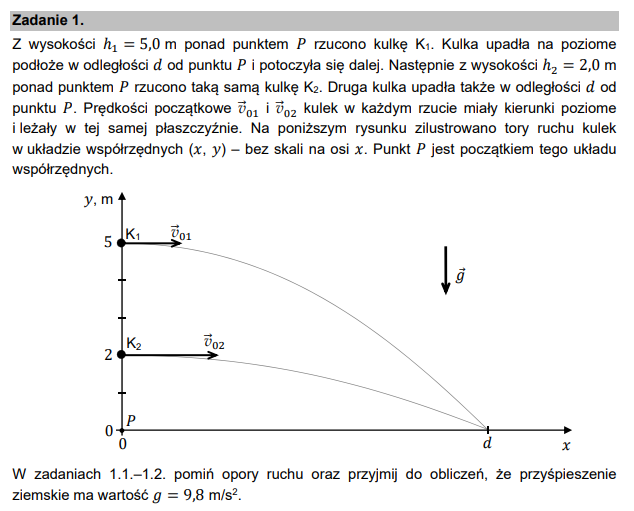 Zadanie 1.
Z wysokości h₁ = 5,0 m ponad punktem P rzucono kulkę K₁. Kulka upadła na poziome
podłoże w odległości d od punktu P i potoczyła się dalej. Następnie z wysokości h₂ = 2,0 m
ponad punktem P rzucono taką samą kulkę K₂. Druga kulka upadła także w odległości d od
punktu P. Prędkości początkowe v⃗₀₁ i v⃗₀₂ kulek w każdym rzucie miały kierunki poziome
i leżały w tej samej płaszczyźnie. Na poniższym rysunku zilustrowano tory ruchu kulek
w układzie współrzędnych (x, y) – bez skali na osi x. Punkt P jest początkiem tego układu
współrzędnych.
y, m
5 K₁ v⃗₀₁
g⃗
2 K₂ v⃗₀₂
0 P
0 d x
W zadaniach 1.1.–1.2. pomiń opory ruchu oraz przyjmij do obliczeń, że przyśpieszenie
ziemskie ma wartość g = 9,8 m/s².